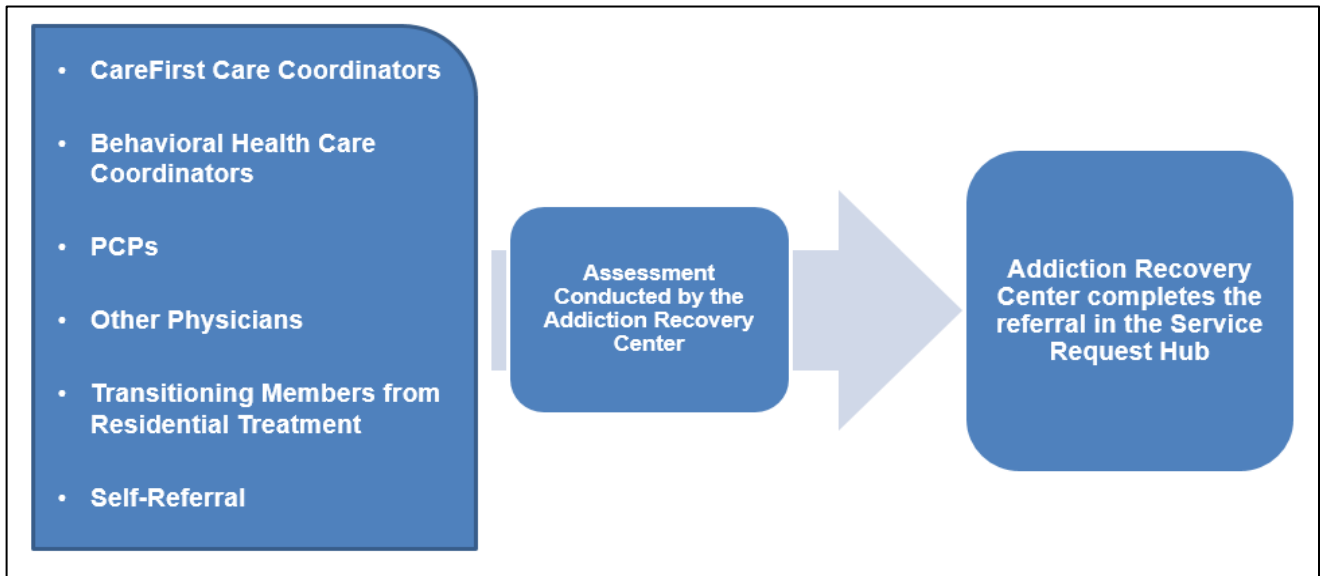 • CareFirst Care Coordinators
• Behavioral Health Care
Coordinators
• PCPs
• Other Physicians
• Transitioning Members from
Residential Treatment
• Self-Referral
Assessment
Conducted by the
Addiction Recovery
Center
Addiction Recovery
Center completes the
referral in the Service
Request Hub